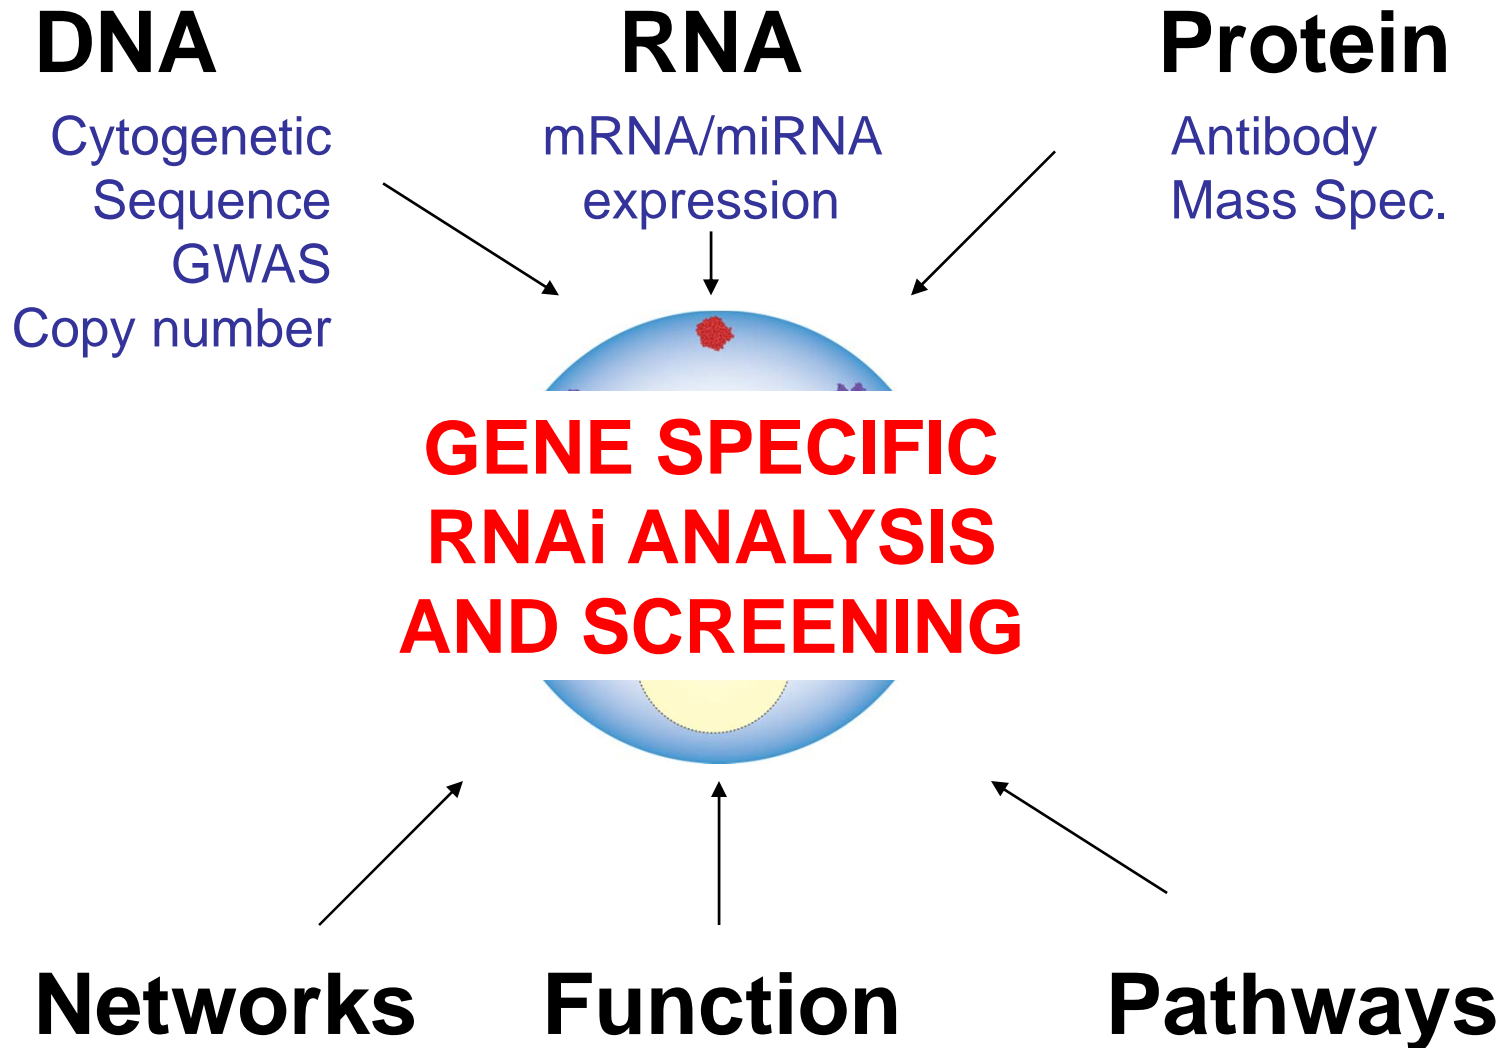 DNA
RNA
Protein
Cytogenetic
Sequence
GWAS
Copy number
mRNA/miRNA
expression
Antibody
Mass Spec.
GENE SPECIFIC
RNAi ANALYSIS
AND SCREENING
Networks
Function
Pathways